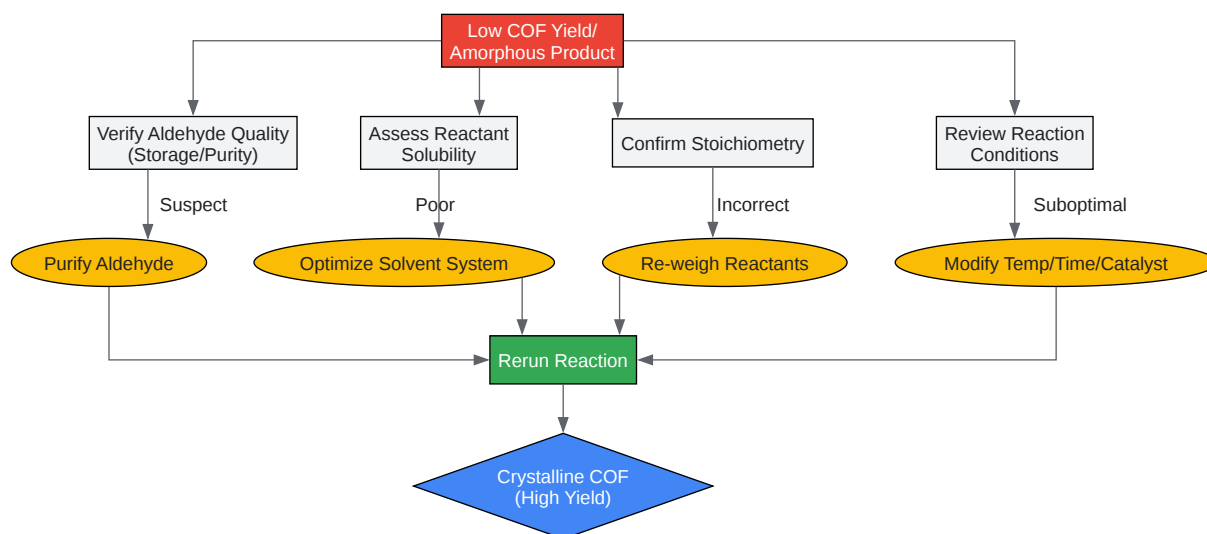 Low COF Yield/
Amorphous Product
Verify Aldehyde Quality
(Storage/Purity)
Assess Reactant
Solubility
Confirm Stoichiometry
Review Reaction
Conditions
Suspect
Poor
Incorrect
Suboptimal
Purify Aldehyde
Optimize Solvent System
Re-weigh Reactants
Modify Temp/Time/Catalyst
Rerun Reaction
Crystalline COF
(High Yield)